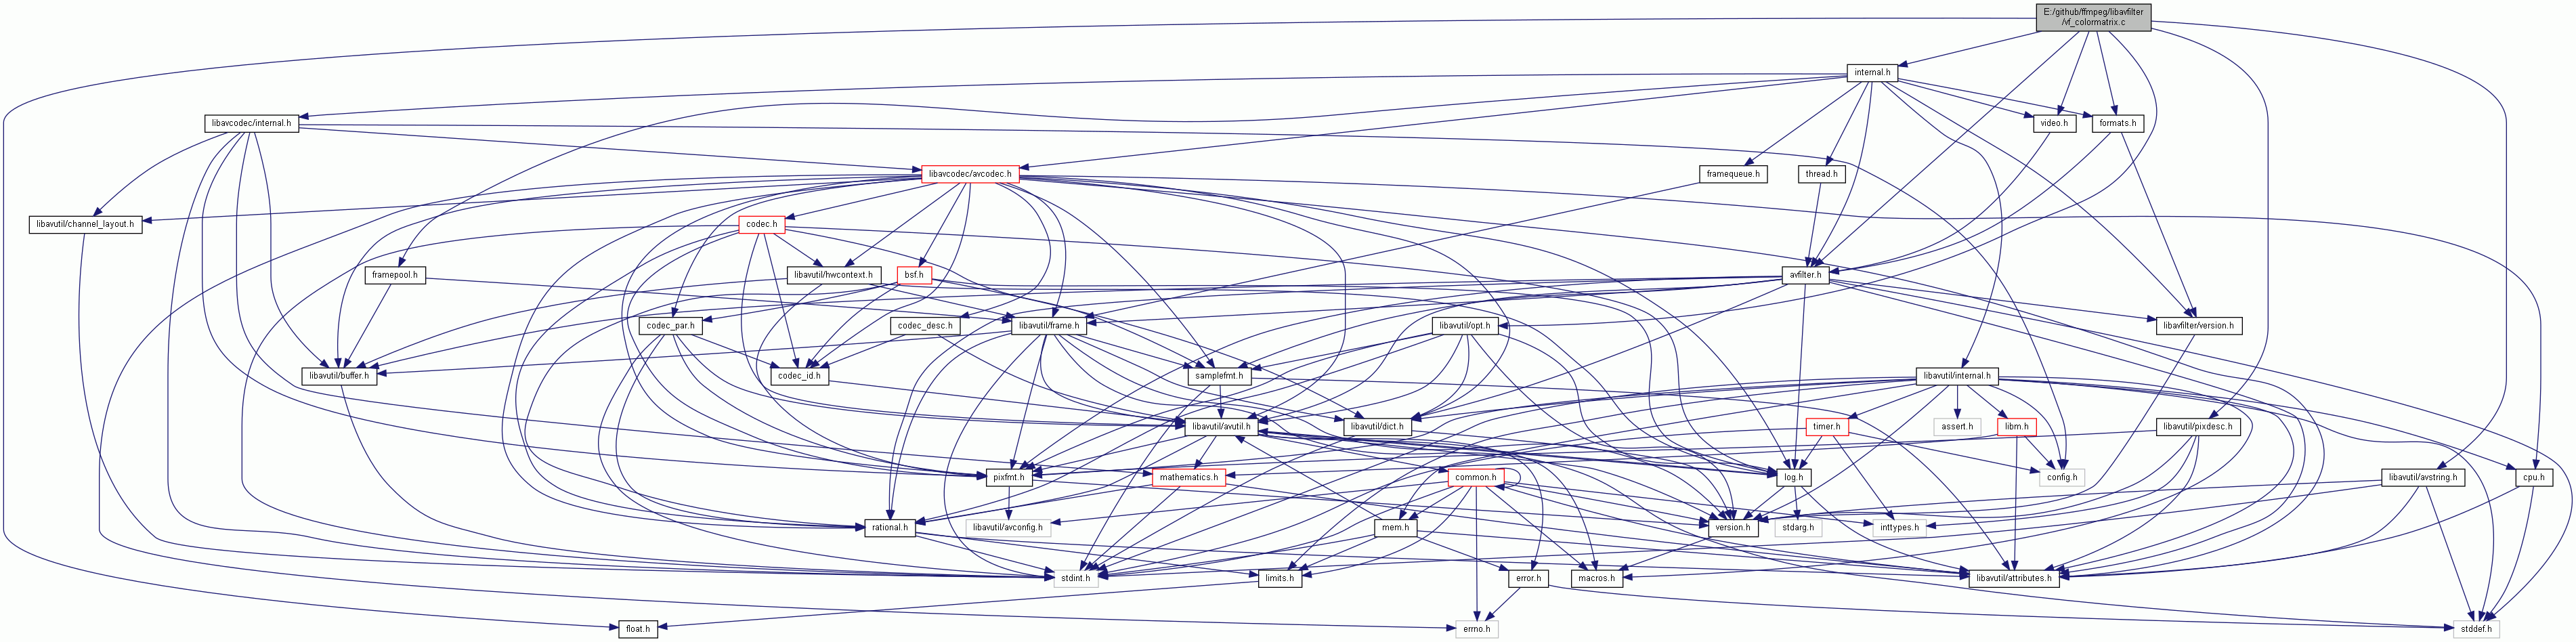 E:/github/ffmpeg/libavfilter
/vf_colormatrix.c
internal.h
libavcodec/internal.h
video.h
formats.h
libavcodec/avcodec.h
framequeue.h
thread.h
libavutil/channel_layout.h
codec.h
framepool.h
libavutil/hwcontext.h
bsf.h
avfilter.h
codec_par.h
codec_desc.h
libavutil/frame.h
libavutil/opt.h
libavfilter/version.h
libavutil/buffer.h
codec_id.h
samplefmt.h
libavutil/internal.h
libavutil/avutil.h
libavutil/dict.h
timer.h
assert.h
libm.h
libavutil/pixdesc.h
pixfmt.h
mathematics.h
common.h
log.h
config.h
libavutil/avstring.h
cpu.h
rational.h
libavutil/avconfig.h
mem.h
version.h
stdarg.h
inttypes.h
stdint.h
limits.h
error.h
macros.h
libavutil/attributes.h
float.h
errno.h
stddef.h